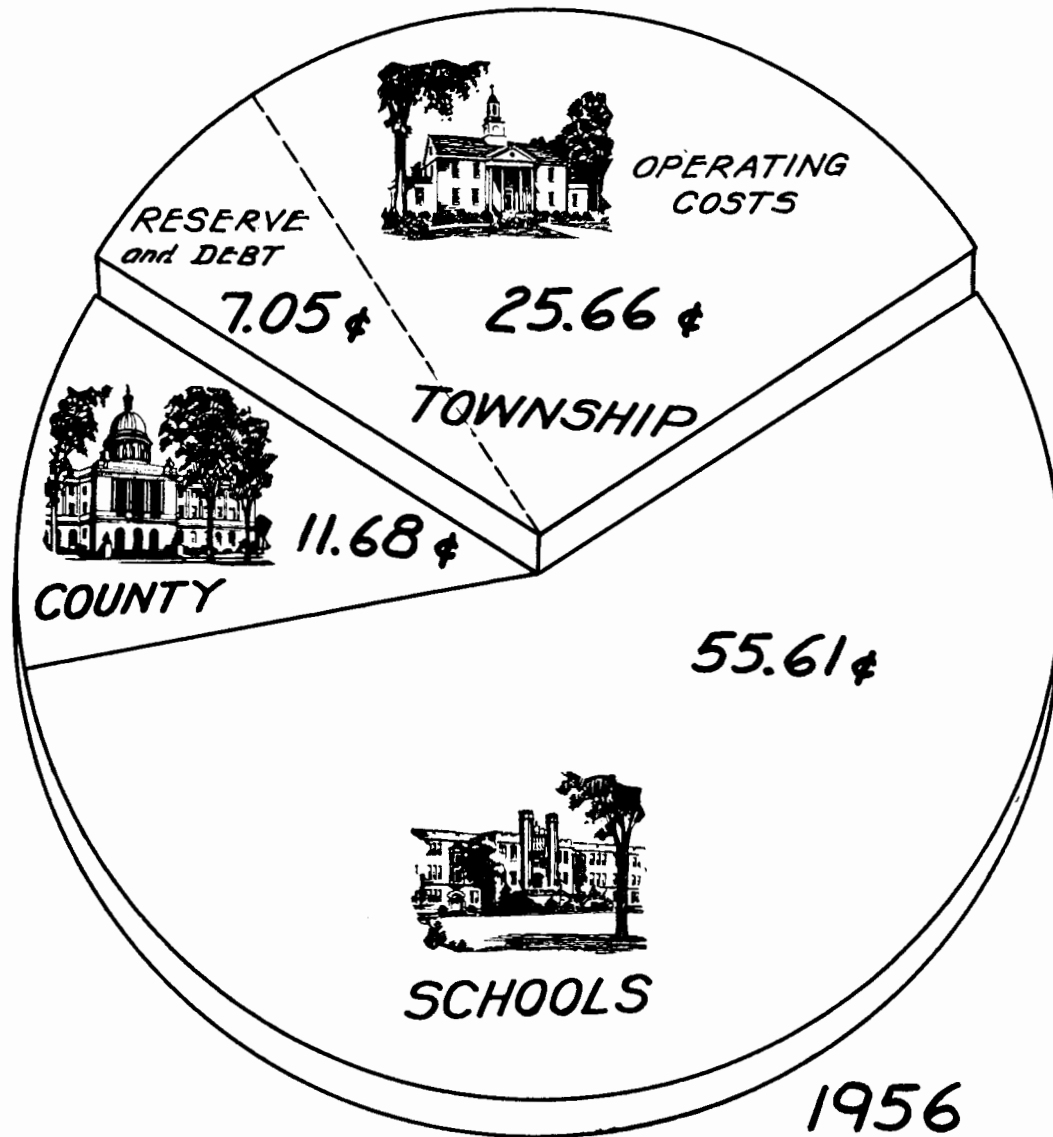 OPERATING
COSTS
RESERVE
and DEBT
7.05 ¢
25.66 ¢
TOWNSHIP
11.68 ¢
COUNTY
55.61 ¢
SCHOOLS
1956